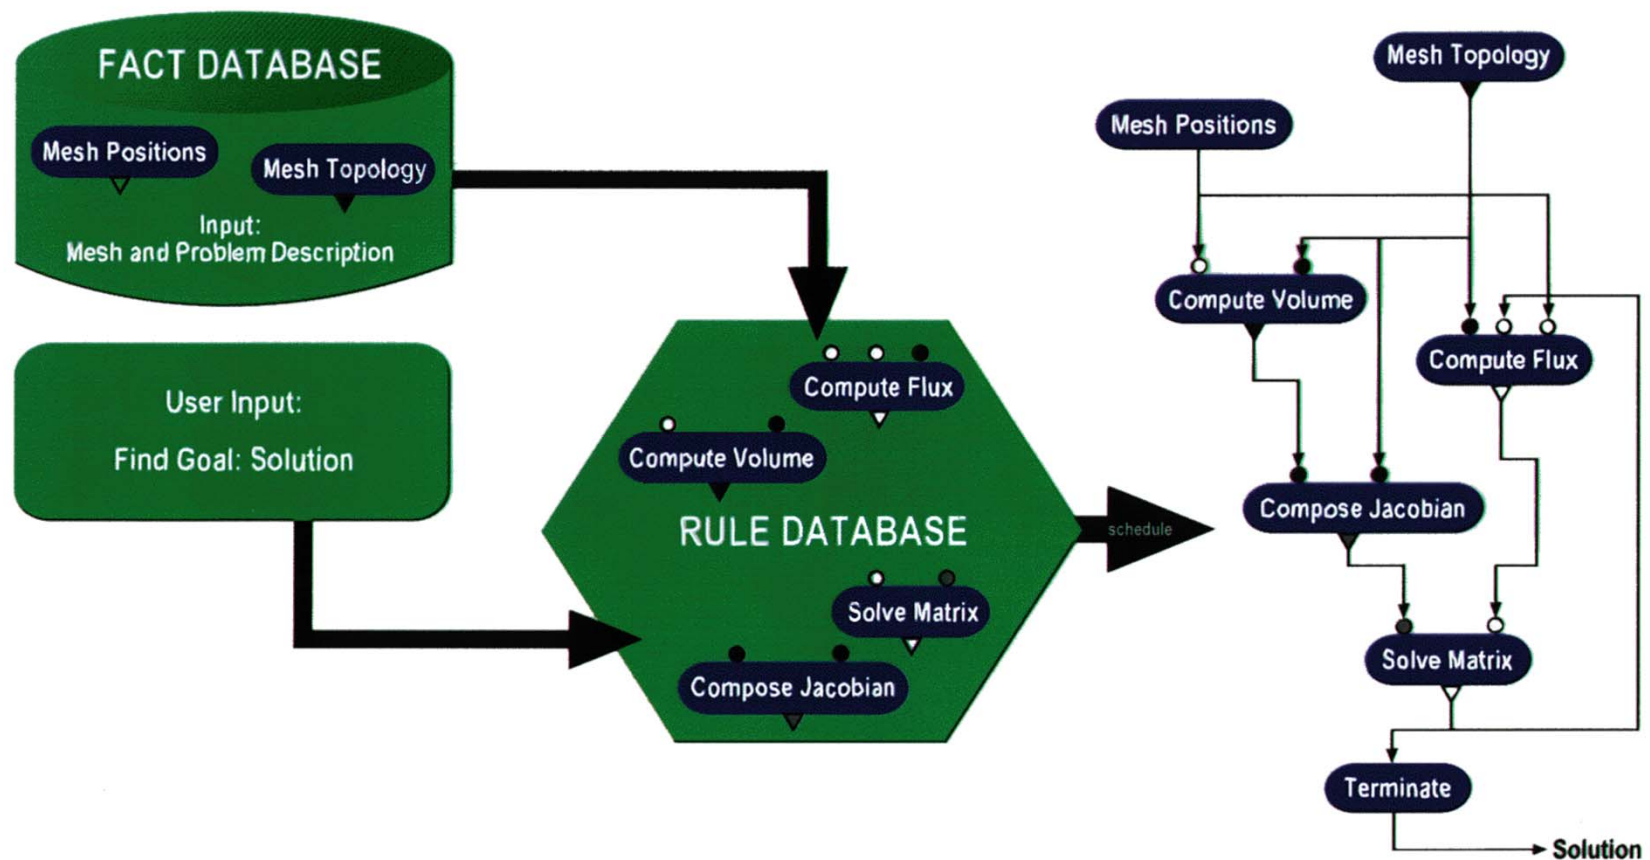 FACT DATABASE
Mesh Positions
Mesh Topology
Input:
Mesh and Problem Description
User Input:
Find Goal: Solution
Compute Flux
Compute Volume
RULE DATABASE
Solve Matrix
Compose Jacobian
schedule
Mesh Topology
Mesh Positions
Compute Volume
Compute Flux
Compose Jacobian
Solve Matrix
Terminate
Solution